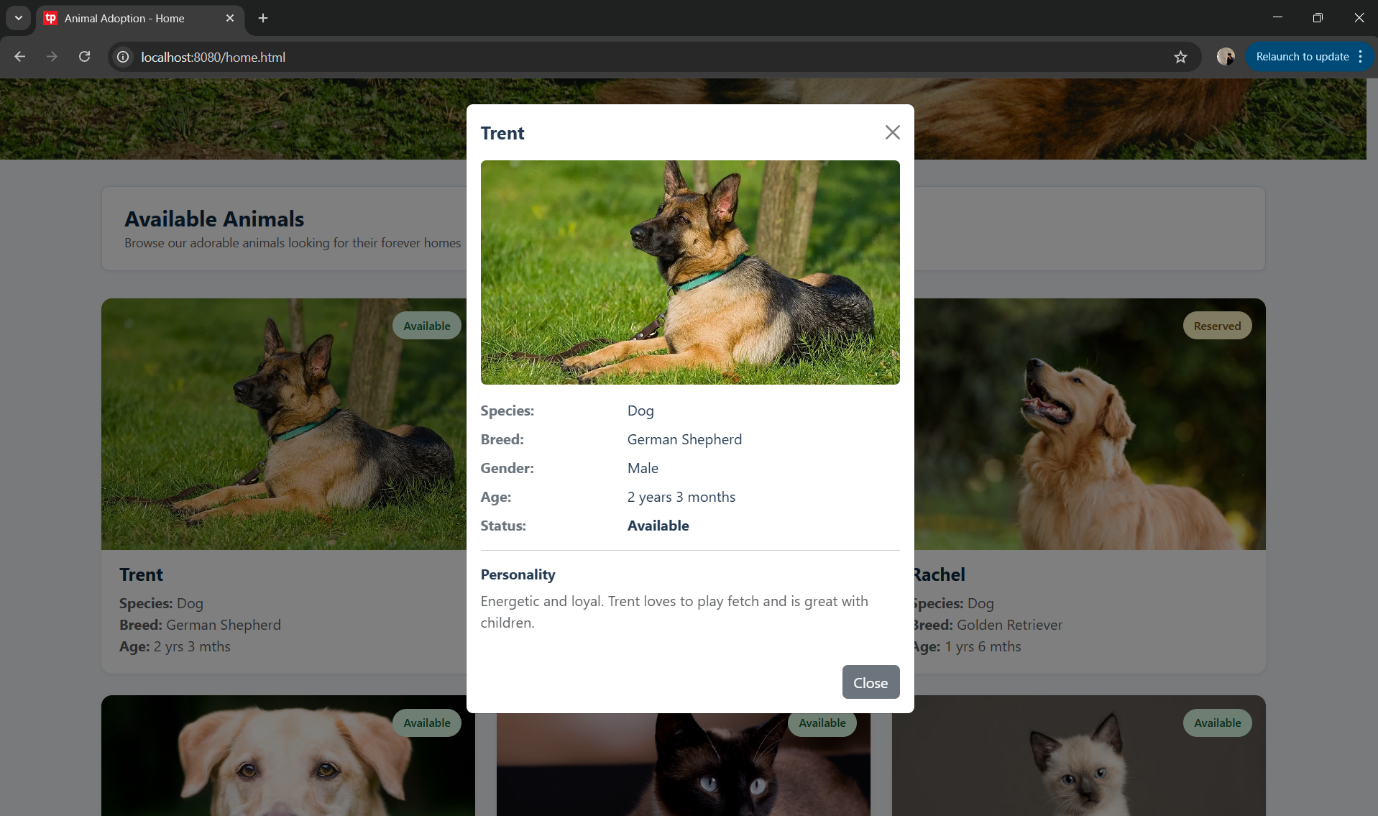 tp
Animal Adoption - Home
localhost:8080/home.html
Relaunch to update
Available Animals
Browse our adorable animals looking for their forever homes
Available
Reserved
Trent
Species: Dog
Breed: German Shepherd
Age: 2 yrs 3 mths
Rachel
Species: Dog
Breed: Golden Retriever
Age: 1 yrs 6 mths
Available
Available
Available
Trent
Species: Dog
Breed: German Shepherd
Gender: Male
Age: 2 years 3 months
Status: Available
Personality
Energetic and loyal. Trent loves to play fetch and is great with
children.
Close